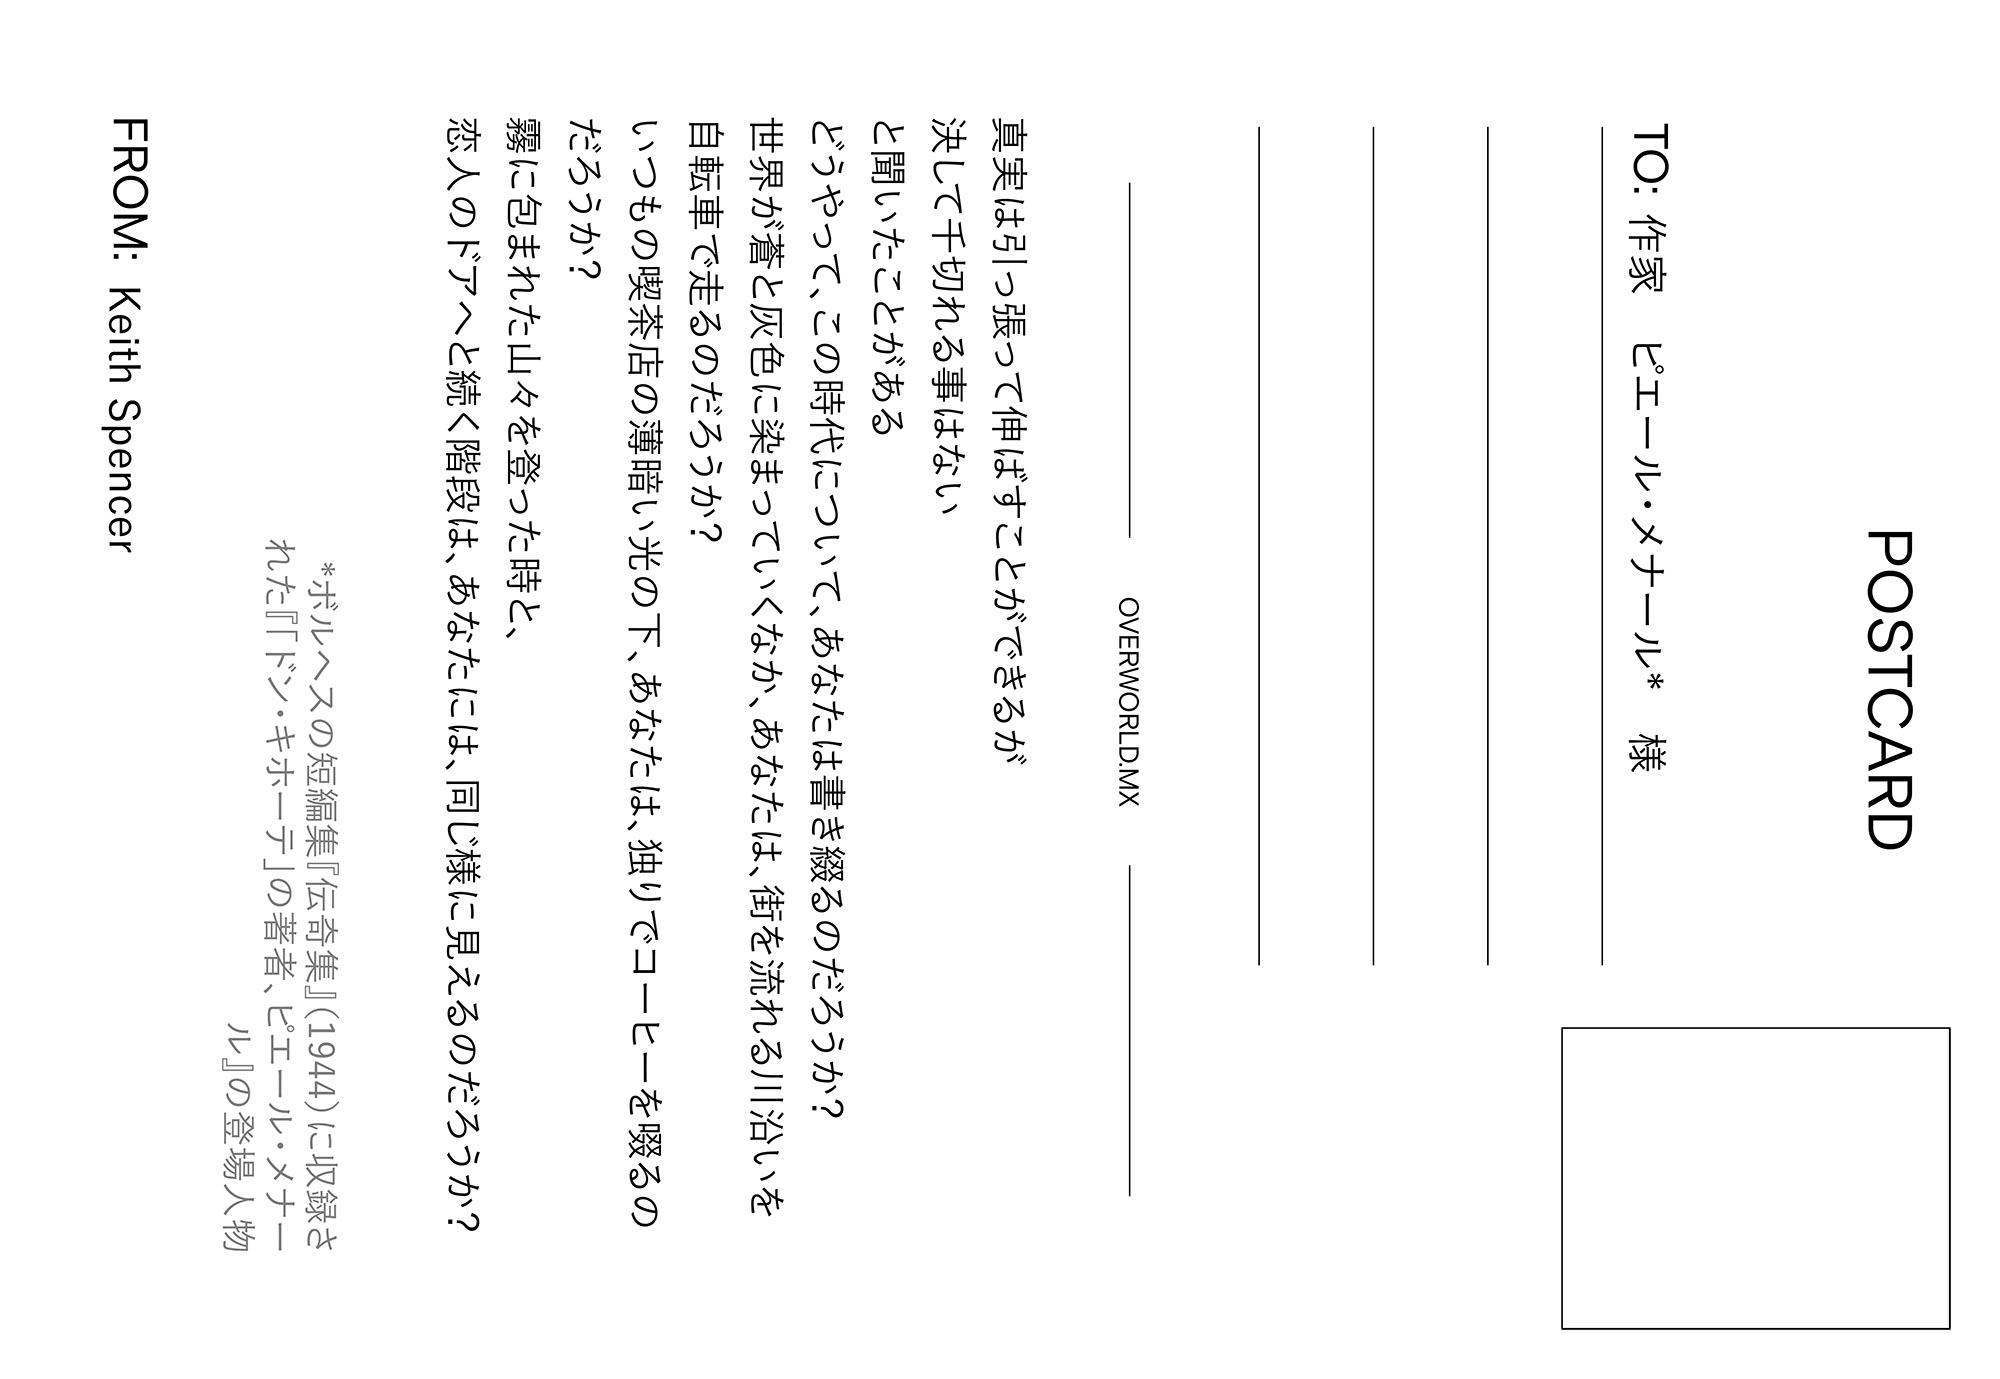 POSTCARD
TO: 作家　ピエール・メナール*　様
OVERWORLD.MX
真実は引っ張って伸ばすことができるが
決して千切れる事はない
と聞いたことがある
どうやって、この時代について、あなたは書き綴るのだろうか?
世界が蒼と灰色に染まっていくなか、あなたは、街を流れる川沿いを
自転車で走るのだろうか?
いつもの喫茶店の薄暗い光の下、あなたは、独りでコーヒーを啜るの
だろうか?
霧に包まれた山々を登った時と、
恋人のドアへと続く階段は、あなたには、同じ様に見えるのだろうか?
*ボルヘスの短編集『伝奇集』(1944)に収録さ
れた『「ドン・キホーテ」の著者、ピエール・メナー
ル』の登場人物
FROM: Keith Spencer